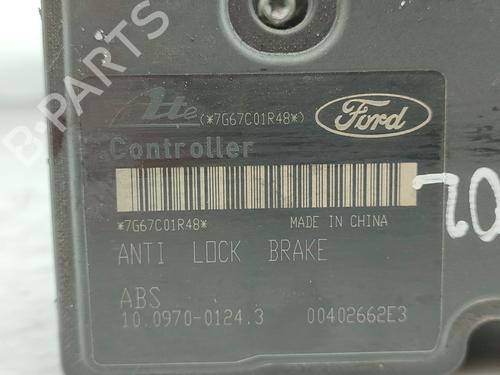 B-PARTS
Ate (*7G67C01R48*) Ford
Controller
*7G67C01R48* MADE IN CHINA
ANTI LOCK BRAKE
ABS
10.0970-0124.3 00402662E3